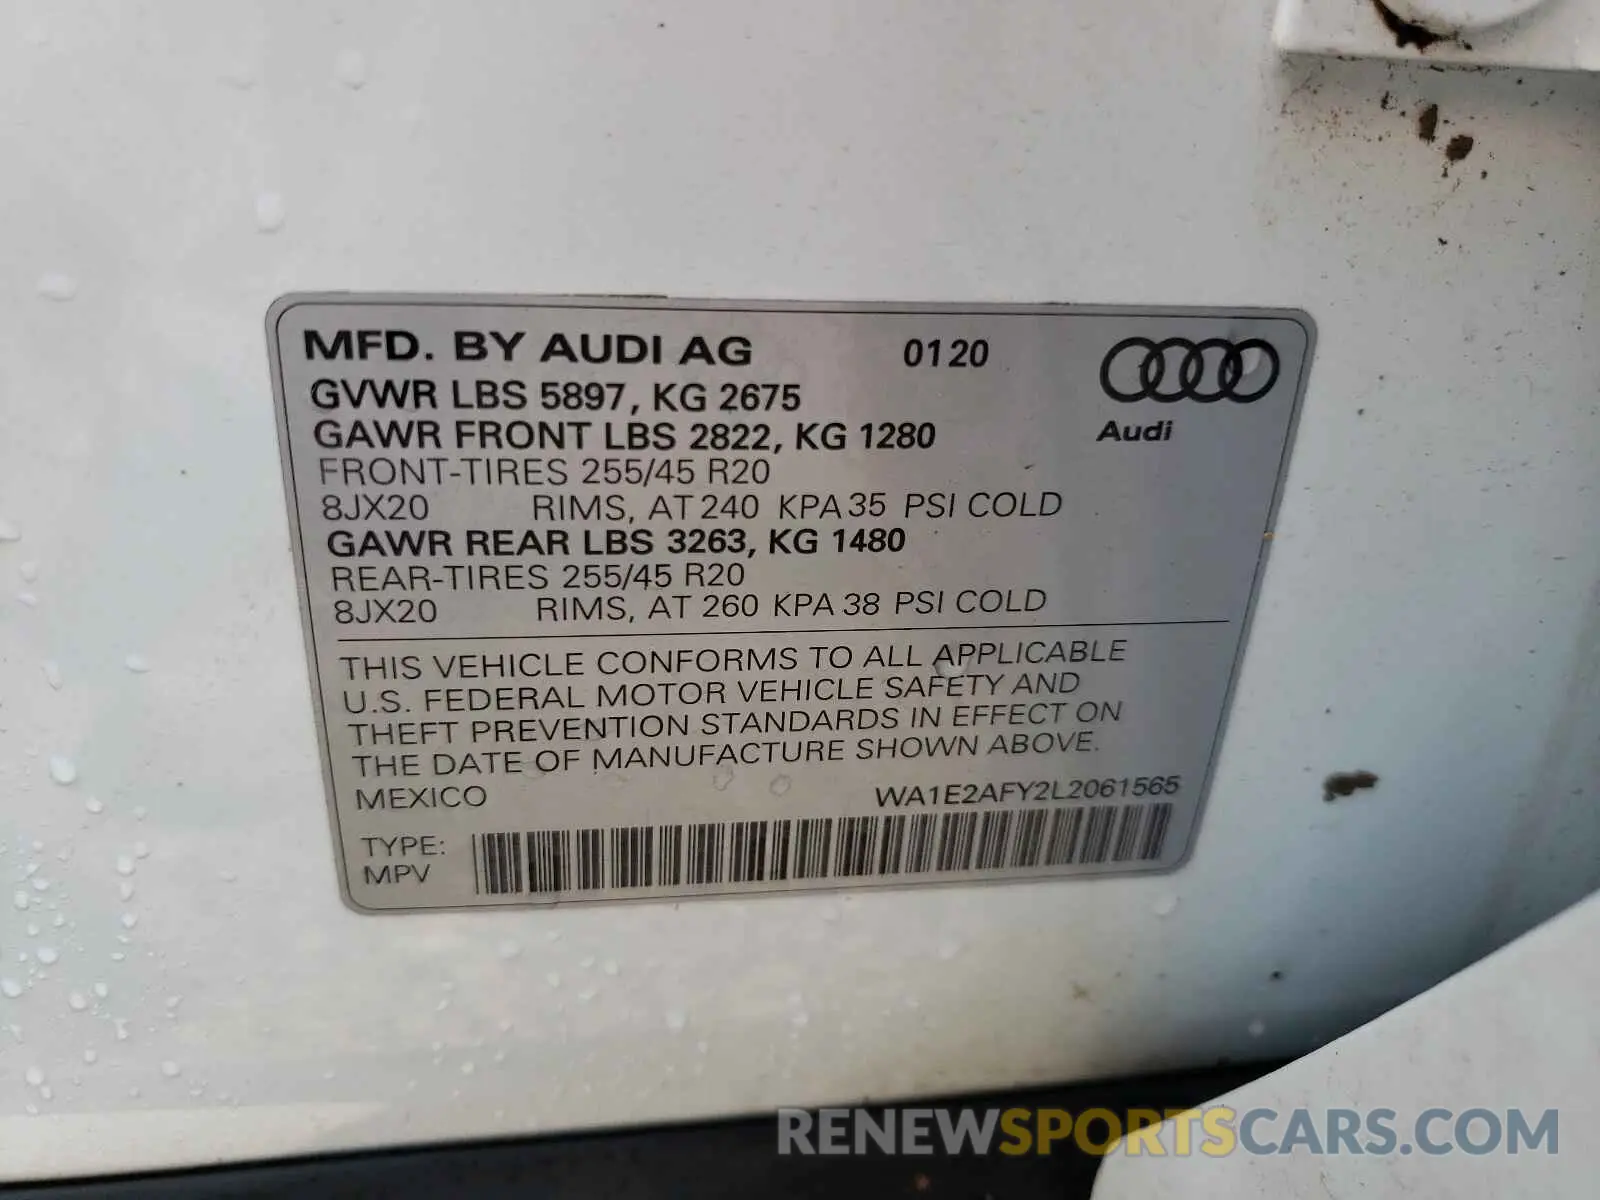 MFD. BY AUDI AG 0120
GVWR LBS 5897, KG 2675
GAWR FRONT LBS 2822, KG 1280
Audi
FRONT-TIRES 255/45 R20
8JX20 RIMS, AT 240 KPA 35 PSI COLD
GAWR REAR LBS 3263, KG 1480
REAR-TIRES 255/45 R20
8JX20 RIMS, AT 260 KPA 38 PSI COLD
THIS VEHICLE CONFORMS TO ALL APPLICABLE
U.S. FEDERAL MOTOR VEHICLE SAFETY AND
THEFT PREVENTION STANDARDS IN EFFECT ON
THE DATE OF MANUFACTURE SHOWN ABOVE.
MEXICO WA1E2AFY2L2061565
TYPE:
MPV
RENEWSPORTSCARS.COM